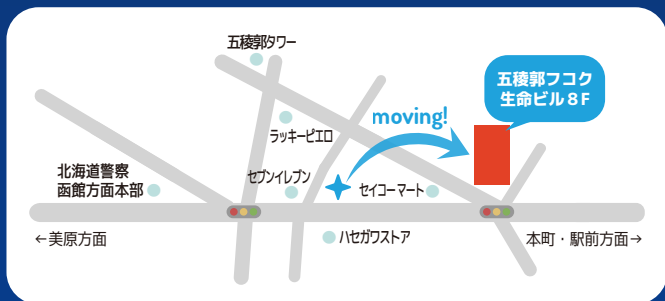 五稜郭タワー
五稜郭フコク
生命ビル8F
moving!
ラッキーピエロ
北海道警察
函館方面本部
セブンイレブン
セイコーマート
ハセガワストア
←美原方面
本町・駅前方面→